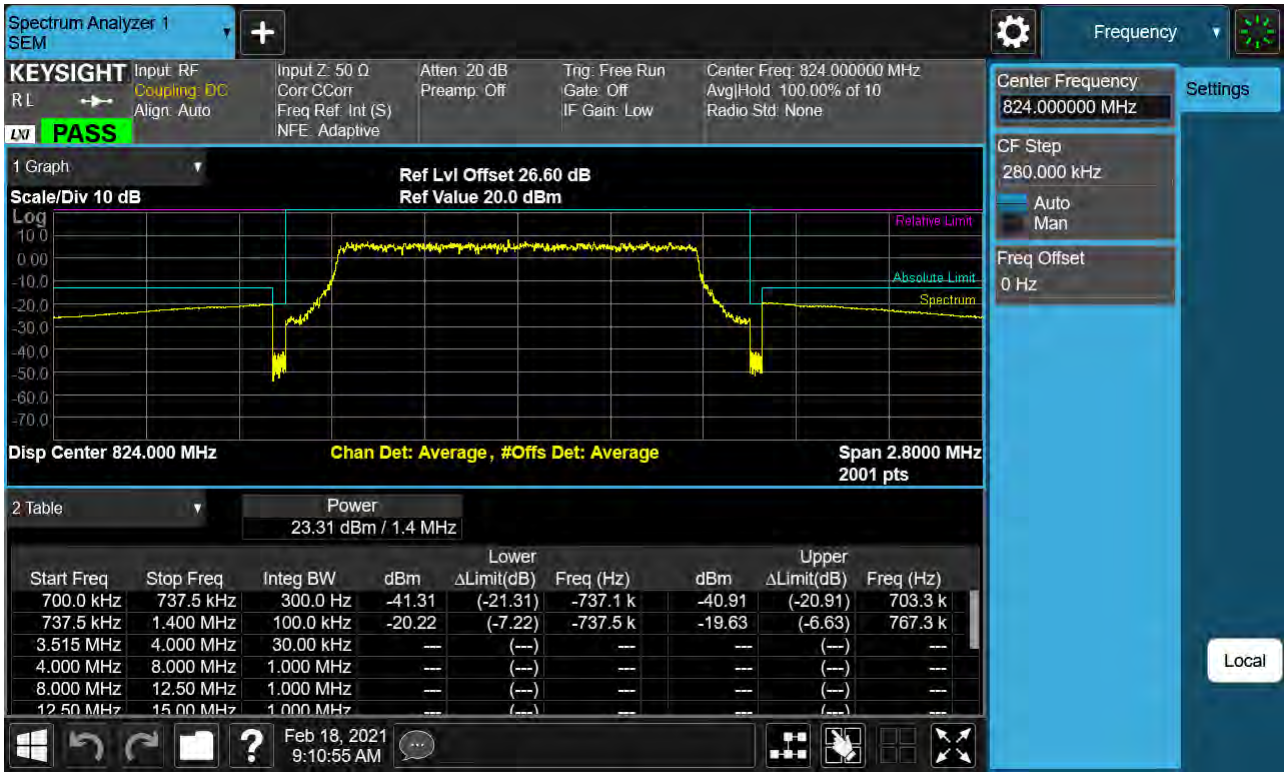 Spectrum Analyzer 1
SEM
+
Frequency
KEYSIGHT
RL
LXI
PASS
Input: RF
Coupling: DC
Align: Auto
Input Z: 50 Ω
Corr CCorr
Freq Ref: Int (S)
NFE: Adaptive
Atten: 20 dB
Preamp: Off
Trig: Free Run
Gate: Off
IF Gain: Low
Center Freq: 824.000000 MHz
Avg|Hold: 100.00% of 10
Radio Std: None
Center Frequency
824.000000 MHz
Settings
CF Step
280.000 kHz
Auto
Man
Freq Offset
0 Hz
1 Graph
Scale/Div 10 dB
Ref Lvl Offset 26.60 dB
Ref Value 20.0 dBm
Log
10.0
0.00
-10.0
-20.0
-30.0
-40.0
-50.0
-60.0
-70.0
Relative Limit
Absolute Limit
Spectrum
Disp Center 824.000 MHz
Chan Det: Average, #Offs Det: Average
Span 2.8000 MHz
2001 pts
2 Table
Power
23.31 dBm / 1.4 MHz
Lower Upper
Start Freq Stop Freq Integ BW dBm ΔLimit(dB) Freq (Hz) dBm ΔLimit(dB) Freq (Hz)
700.0 kHz 737.5 kHz 300.0 Hz -41.31 (-21.31) -737.1 k -40.91 (-20.91) 703.3 k
737.5 kHz 1.400 MHz 100.0 kHz -20.22 (-7.22) -737.5 k -19.63 (-6.63) 767.3 k
3.515 MHz 4.000 MHz 30.00 kHz --- (---) --- --- (---) ---
4.000 MHz 8.000 MHz 1.000 MHz --- (---) --- --- (---) ---
8.000 MHz 12.50 MHz 1.000 MHz --- (---) --- --- (---) ---
12.50 MHz 15.00 MHz 1.000 MHz --- (---) --- --- (---) ---
Local
?
Feb 18, 2021
9:10:55 AM